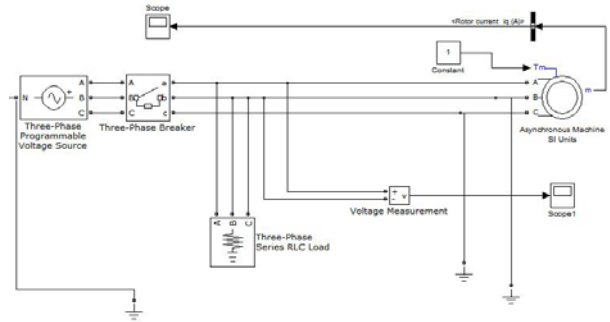 Scope
<Rotor current iq (A)>
1
Constant
Tm
m
A
B
C
Asynchronous Machine
SI Units
N
A
B
C
Three-Phase
Programmable
Voltage Source
A
B
C
a
b
c
Three-Phase Breaker
+
-
v
Voltage Measurement
Scope1
A
B
C
Three-Phase
Series RLC Load